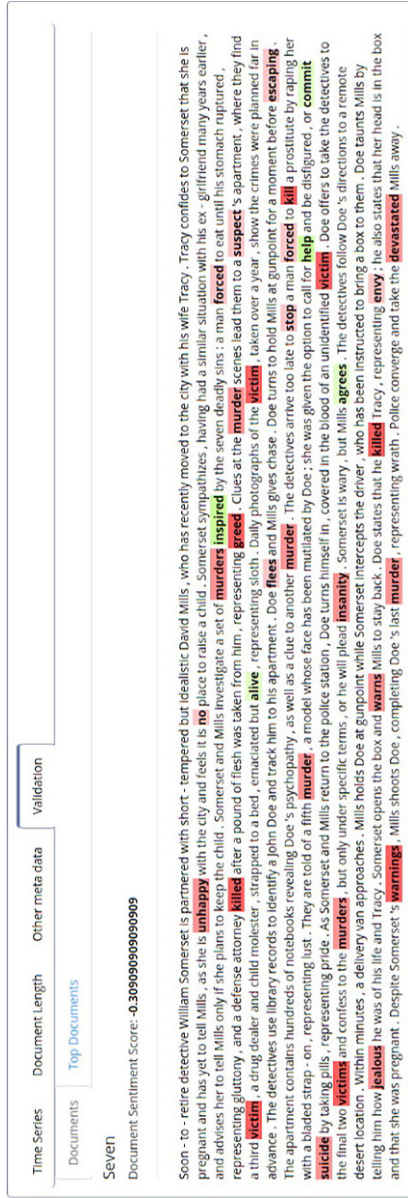 Time Series Document Length Other meta data Validation
Documents Top Documents
Seven
Document Sentiment Score: -0.30909090909090909
Soon - to - retire detective William Somerset is partnered with short - tempered but idealistic David Mills , who has recently moved to the city with his wife Tracy . Tracy confides to Somerset that she is
pregnant and has yet to tell Mills , as she is unhappy with the city and feels it is no place to raise a child . Somerset sympathizes , having had a similar situation with his ex - girlfriend many years earlier ,
and advises her to tell Mills only if she plans to keep the child . Somerset and Mills investigate a set of murders inspired by the seven deadly sins ; a man forced to eat until his stomach ruptured ,
representing gluttony , and a defense attorney killed after a pound of flesh was taken from him , representing greed . Clues at the murder scenes lead them to a suspect 's apartment , where they find
a third victim , a drug dealer and child molester , strapped to a bed , emaciated but alive , representing sloth . Daily photographs of the victim , taken over a year , show the crimes were planned far in
advance . The detectives use library records to identify a John Doe and track him to his apartment . Doe flees and Mills gives chase . Doe turns to hold Mills at gunpoint for a moment before escaping .
The apartment contains hundreds of notebooks revealing Doe 's psychopathy , as well as a clue to another murder . The detectives arrive too late to stop a man forced to kill a prostitute by raping her
with a bladed strap - on , representing lust . They are told of a fifth murder , a model whose face has been mutilated by Doe ; she was given the option to call for help and be disfigured , or commit
suicide by taking pills , representing pride . As Somerset and Mills return to the police station , Doe turns himself in , covered in the blood of an unidentified victim . Doe offers to take the detectives to
the final two victims and confess to the murders , but only under specific terms , or he will plead insanity . Somerset is wary , but Mills agrees . The detectives follow Doe 's directions to a remote
desert location . Within minutes , a delivery van approaches . Mills holds Doe at gunpoint while Somerset intercepts the driver , who has been instructed to bring a box to them . Doe taunts Mills by
telling him how jealous he was of his life and Tracy . Somerset opens the box and warns Mills to stay back . Doe states that he killed Tracy , representing envy ; he also states that her head is in the box
and that she was pregnant . Despite Somerset 's warnings , Mills shoots Doe , completing Doe 's last murder , representing wrath . Police converge and take the devastated Mills away .